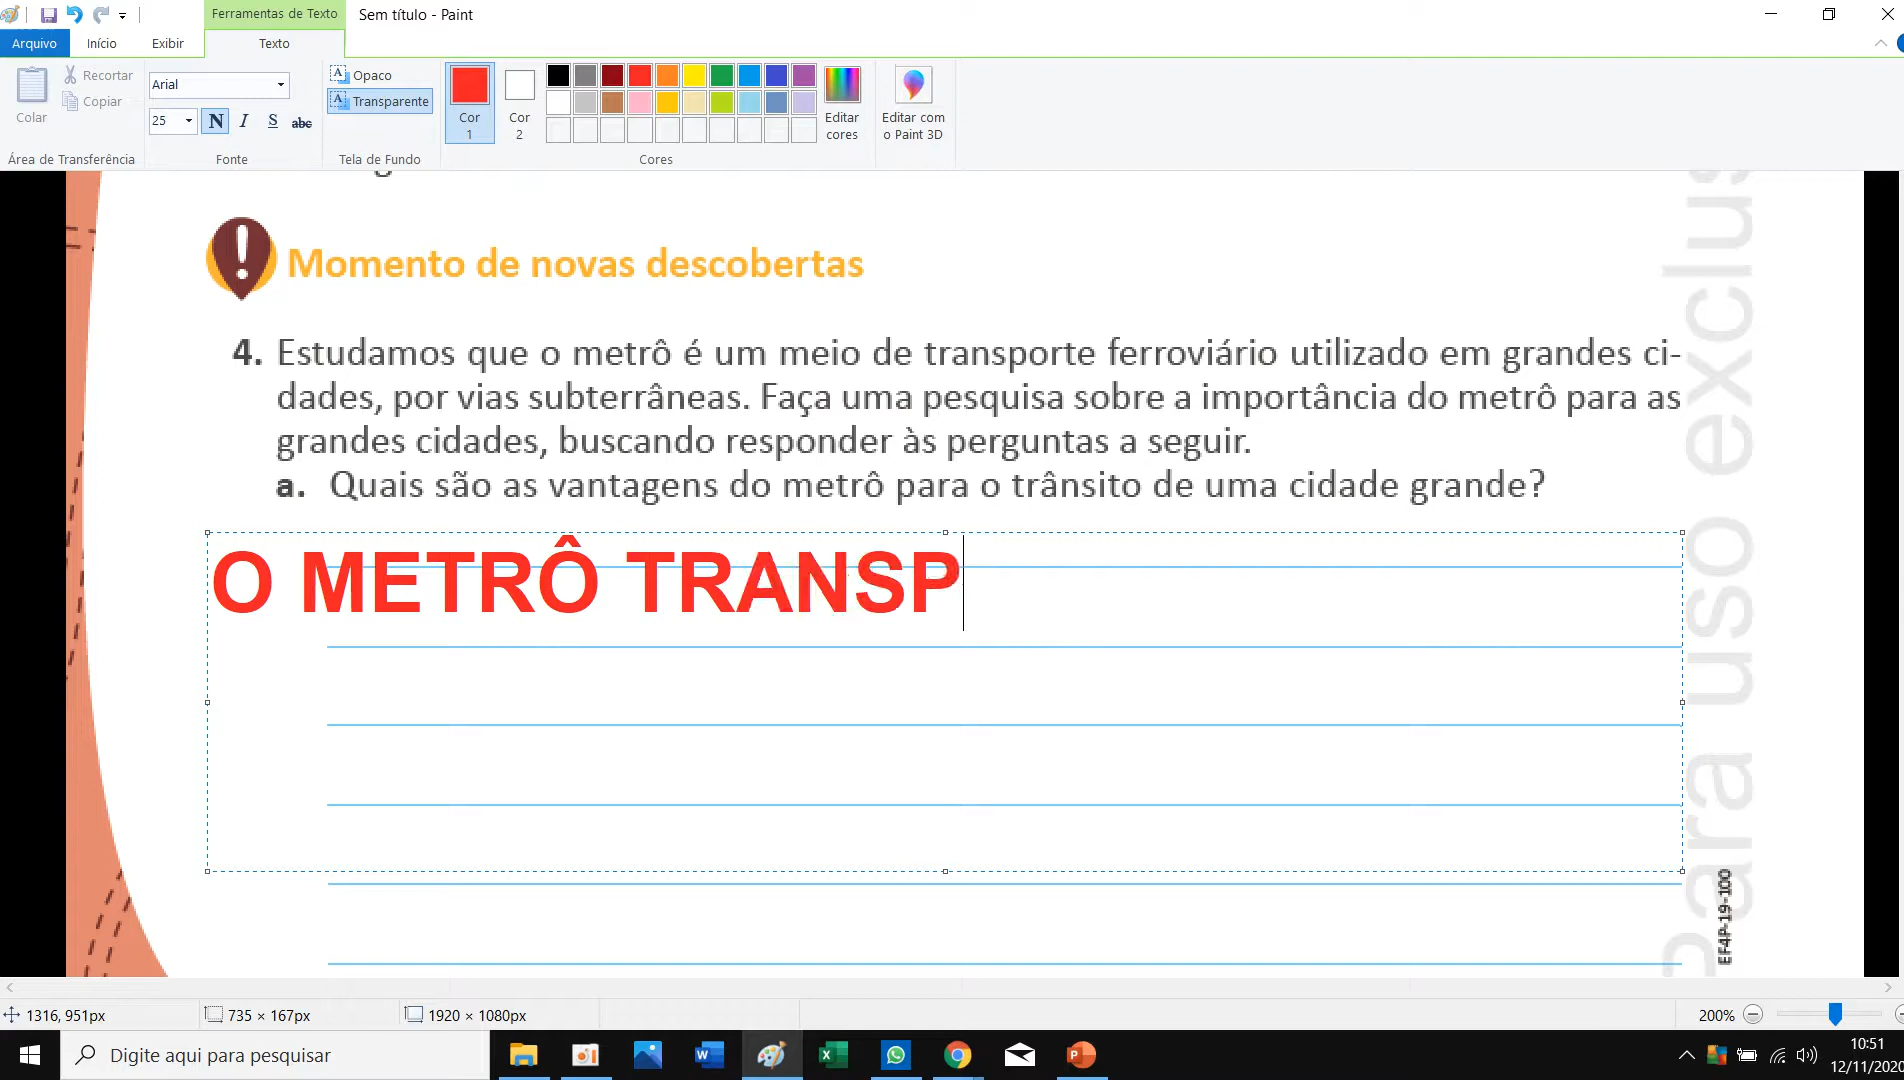 Ferramentas de Texto
Sem título - Paint
Arquivo
Início
Exibir
Texto
Colar
Recortar
Copiar
Área de Transferência
Arial
25
N I S abc
Fonte
Opaco
Transparente
Tela de Fundo
Cor 1
Cor 2
Cores
Editar cores
Editar com o Paint 3D
Momento de novas descobertas
4. Estudamos que o metrô é um meio de transporte ferroviário utilizado em grandes ci-
dades, por vias subterrâneas. Faça uma pesquisa sobre a importância do metrô para as
grandes cidades, buscando responder às perguntas a seguir.
a. Quais são as vantagens do metrô para o trânsito de uma cidade grande?
O METRÔ TRANSP
Para uso exclus
EF4P-19-100
1316, 951px
735 × 167px
1920 × 1080px
200%
Digite aqui para pesquisar
10:51
12/11/2020